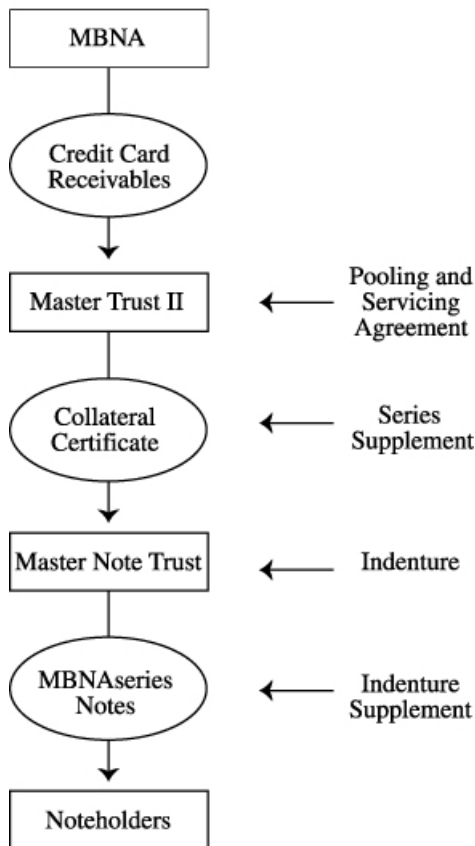 MBNA
Credit Card
Receivables
Master Trust II
Pooling and
Servicing
Agreement
Collateral
Certificate
Series
Supplement
Master Note Trust
Indenture
MBNAseries
Notes
Indenture
Supplement
Noteholders